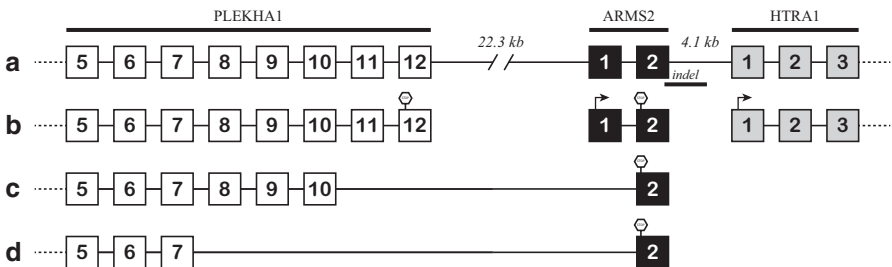 PLEKHA1 ARMS2 HTRA1
22.3 kb 4.1 kb
a 5 6 7 8 9 10 11 12 1 2 1 2 3
indel
b 5 6 7 8 9 10 11 12 1 2 1 2 3
c 5 6 7 8 9 10 2
d 5 6 7 2